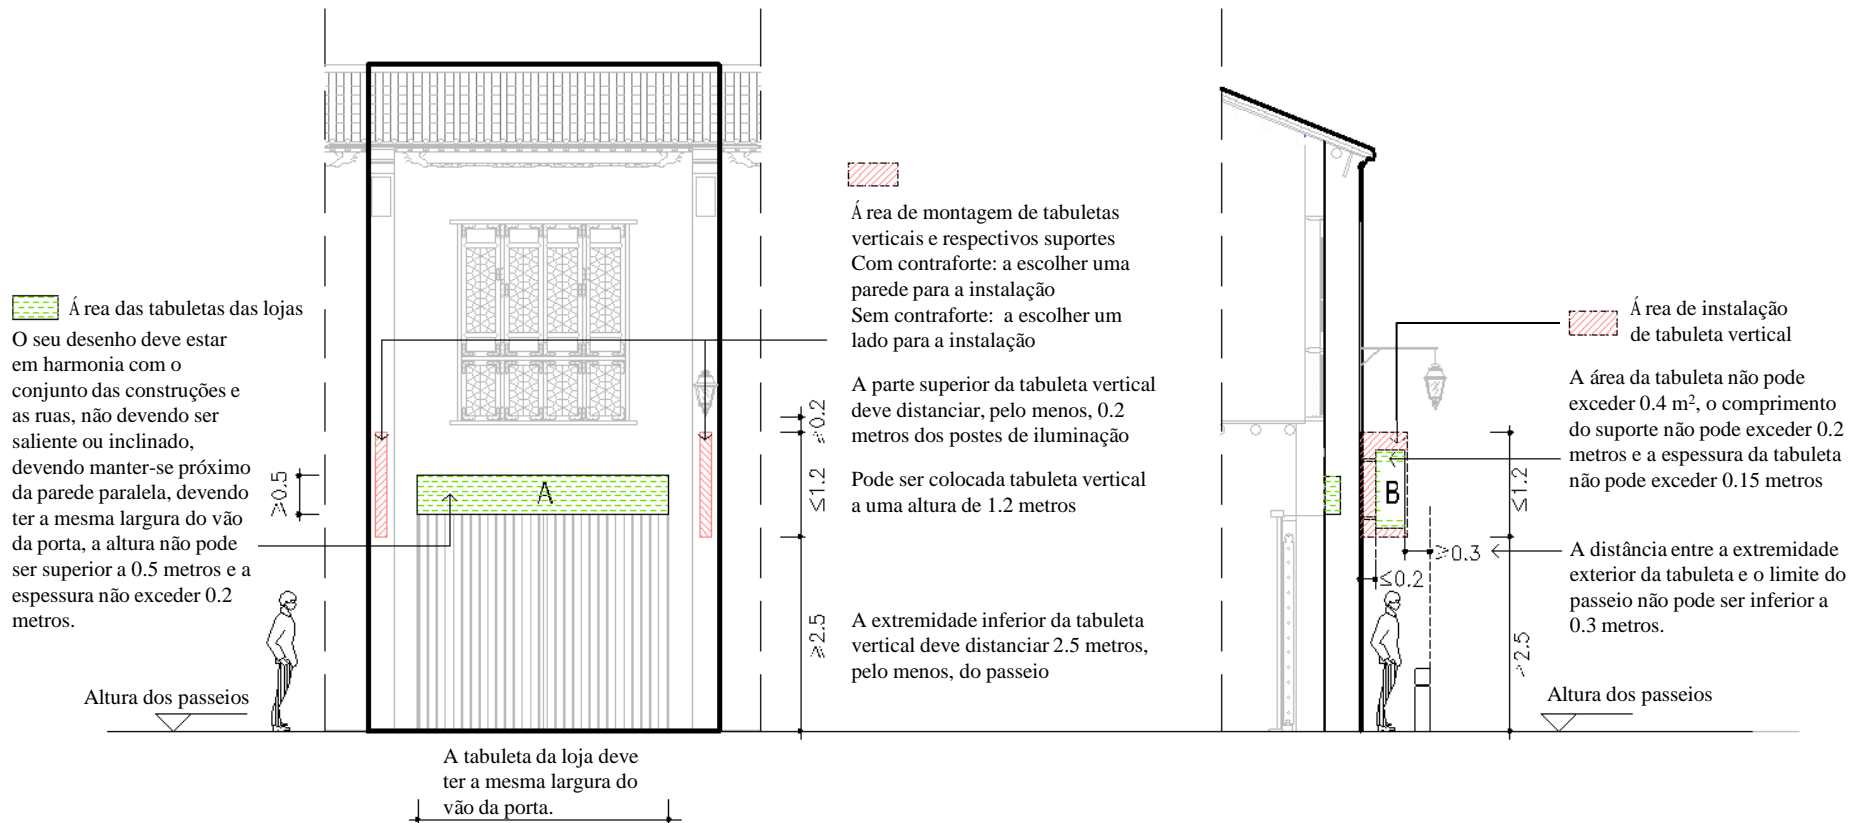 Área das tabuletas das lojas
O seu desenho deve estar
em harmonia com o
conjunto das construções e
as ruas, não devendo ser
saliente ou inclinado,
devendo manter-se próximo
da parede paralela, devendo
ter a mesma largura do vão
da porta, a altura não pode
ser superior a 0.5 metros e a
espessura não exceder 0.2
metros.
≥0.5
A
Altura dos passeios
A tabuleta da loja deve
ter a mesma largura do
vão da porta.
Área de montagem de tabuletas
verticais e respectivos suportes
Com contraforte: a escolher uma
parede para a instalação
Sem contraforte: a escolher um
lado para a instalação
A parte superior da tabuleta vertical
deve distanciar, pelo menos, 0.2
metros dos postes de iluminação
Pode ser colocada tabuleta vertical
a uma altura de 1.2 metros
A extremidade inferior da tabuleta
vertical deve distanciar 2.5 metros,
pelo menos, do passeio
≥0.2
≤1.2
≥2.5
Área de instalação
de tabuleta vertical
A área da tabuleta não pode
exceder 0.4 m², o comprimento
do suporte não pode exceder 0.2
metros e a espessura da tabuleta
não pode exceder 0.15 metros
A distância entre a extremidade
exterior da tabuleta e o limite do
passeio não pode ser inferior a
0.3 metros.
B
≥0.3
≤0.2
≤1.2
≥2.5
Altura dos passeios